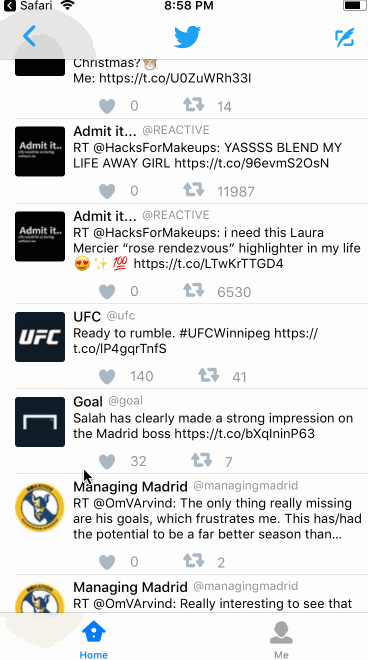 Safari 8:58 PM
Christmas?🎅🏼
Me: https://t.co/U0ZuWRh33I
0 14
Admit it.. Admit it... @REACTIVE
RT @HacksForMakeups: YASSSS BLEND MY
LIFE AWAY GIRL https://t.co/96evmS2OsN
0 11987
Admit it.. Admit it... @REACTIVE
RT @HacksForMakeups: i need this Laura
Mercier “rose rendezvous” highlighter in my life
😍✨💯 https://t.co/LTwKrTTGD4
0 6530
UFC UFC @ufc
Ready to rumble. #UFCWinnipeg https://
t.co/lP4gqrTnfS
140 41
Goal @goal
Salah has clearly made a strong impression on
the Madrid boss https://t.co/bXqlninP63
32 7
Managing Madrid @managingmadrid
RT @OmVArvind: The only thing really missing
are his goals, which frustrates me. This has/had
the potential to be a far better season than...
0 2
Managing Madrid @managingmadrid
RT @OmVArvind: Really interesting to see that
Home Me